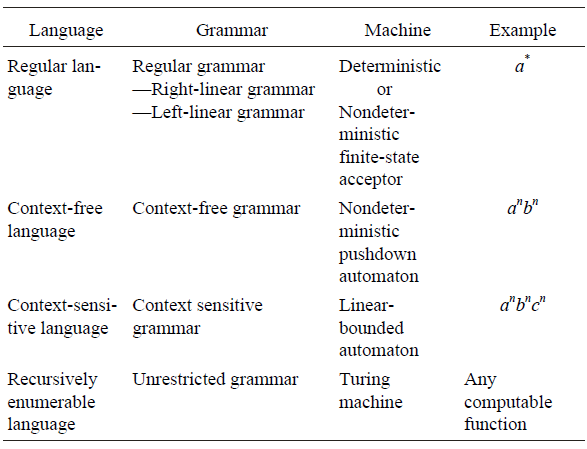 Language Grammar Machine Example
Regular lan- Regular grammar Deterministic a*
guage —Right-linear grammar or
—Left-linear grammar Nondeter-
ministic
finite-state
acceptor
Context-free Context-free grammar Nondeter- aⁿbⁿ
language ministic
pushdown
automaton
Context-sensi- Context sensitive Linear- aⁿbⁿcⁿ
tive language grammar bounded
automaton
Recursively Unrestricted grammar Turing Any
enumerable machine computable
language function